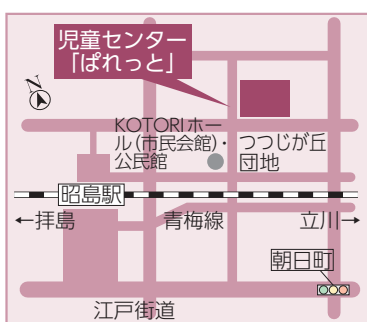 児童センター
「ぱれっと」
N
KOTORIホー
ル(市民会館)・
公民館
つつじが丘
団地
昭島駅
←拝島
青梅線
立川→
朝日町
江戸街道